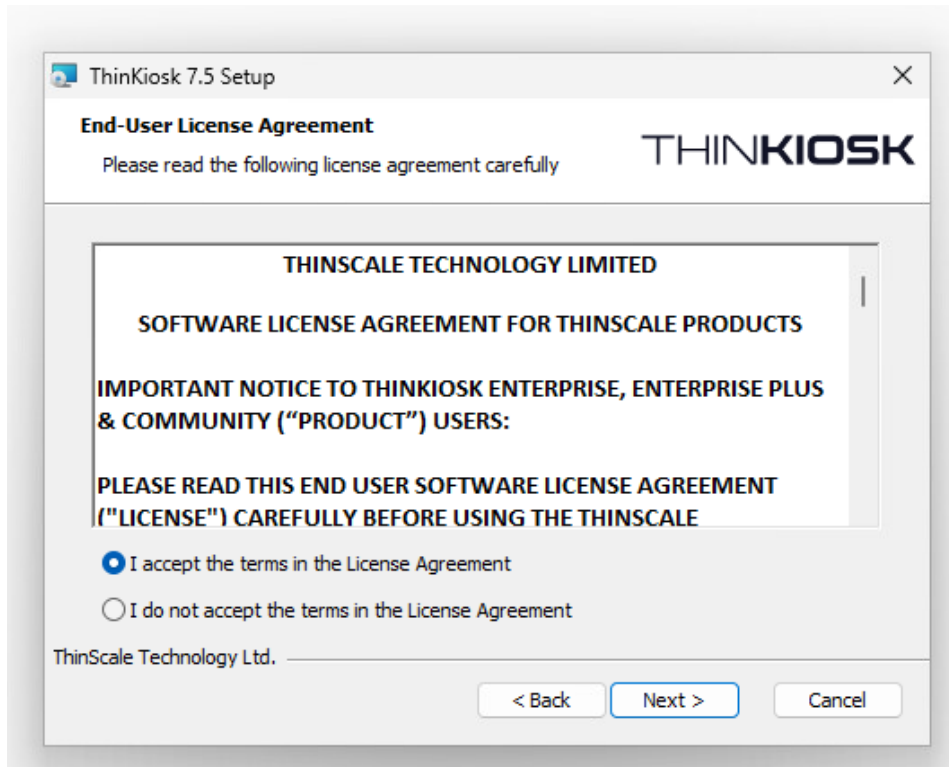 ThinKiosk 7.5 Setup
End-User License Agreement
Please read the following license agreement carefully
THINKIOSK
THINSCALE TECHNOLOGY LIMITED
SOFTWARE LICENSE AGREEMENT FOR THINSCALE PRODUCTS
IMPORTANT NOTICE TO THINKIOSK ENTERPRISE, ENTERPRISE PLUS
& COMMUNITY (“PRODUCT”) USERS:
PLEASE READ THIS END USER SOFTWARE LICENSE AGREEMENT
("LICENSE") CAREFULLY BEFORE USING THE THINSCALE
I accept the terms in the License Agreement
I do not accept the terms in the License Agreement
ThinScale Technology Ltd.
< Back
Next >
Cancel